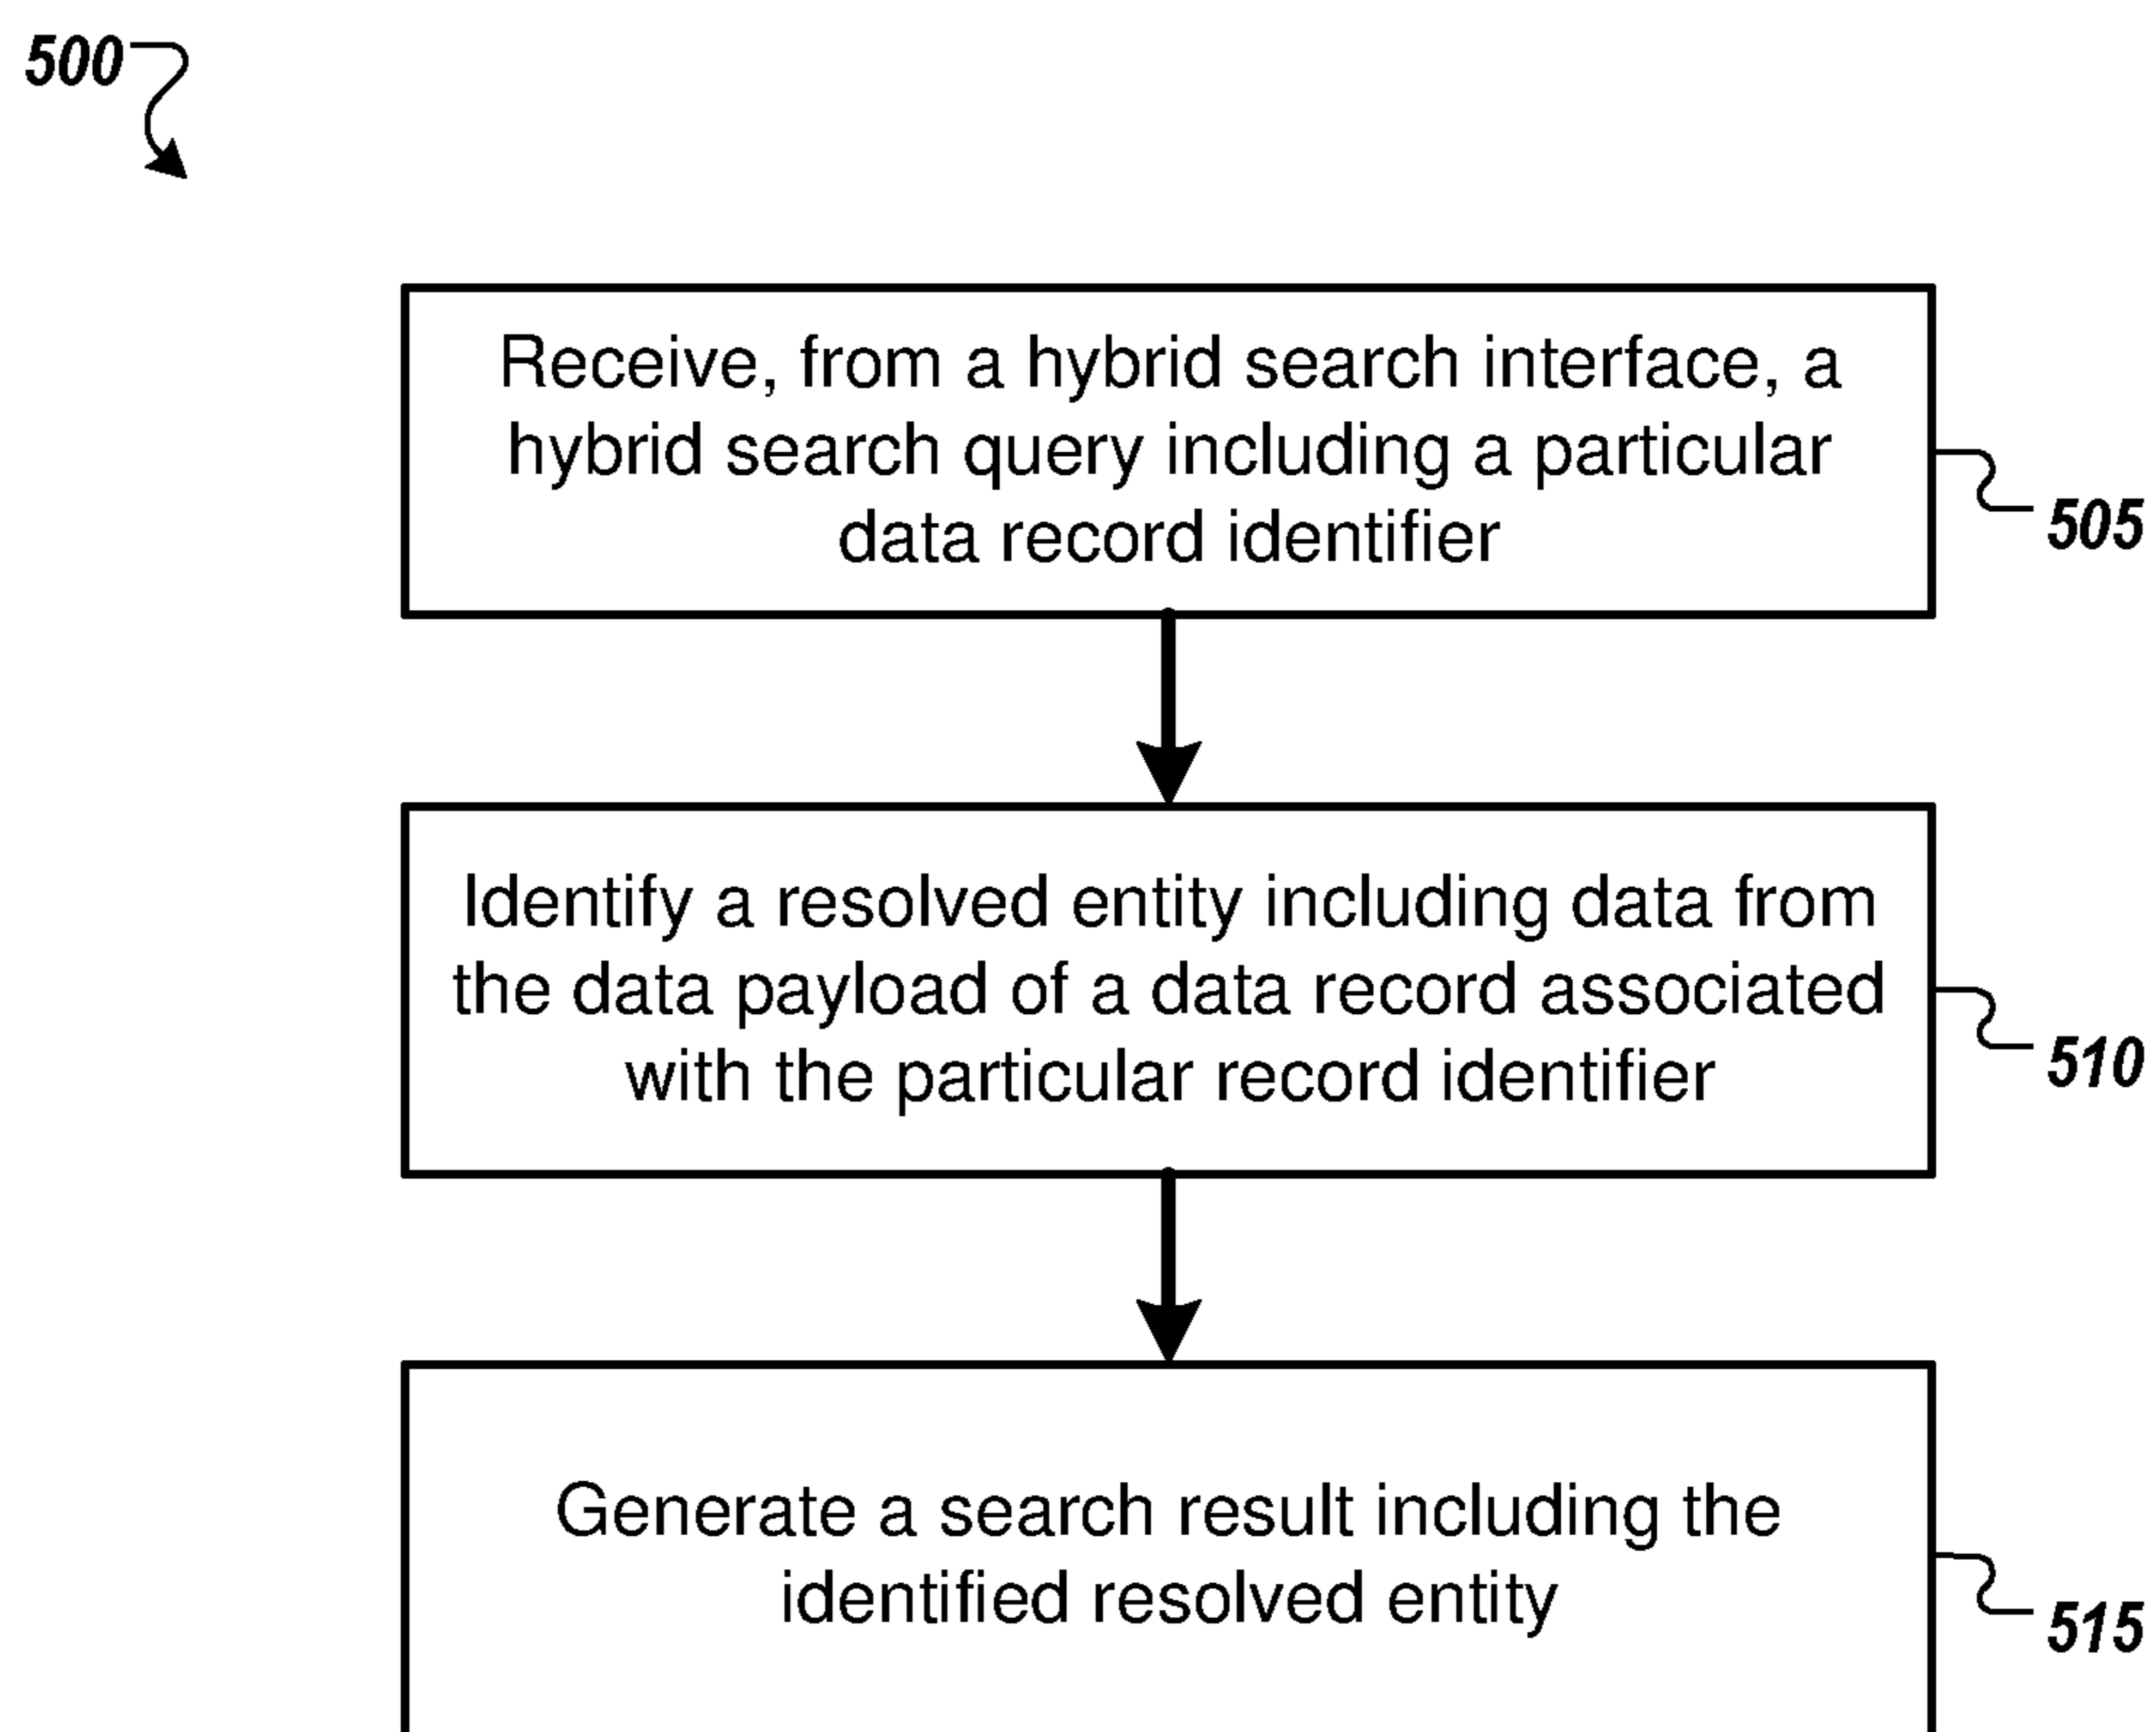 500
Receive, from a hybrid search interface, a
hybrid search query including a particular
data record identifier
505
Identify a resolved entity including data from
the data payload of a data record associated
with the particular record identifier
510
Generate a search result including the
identified resolved entity
515